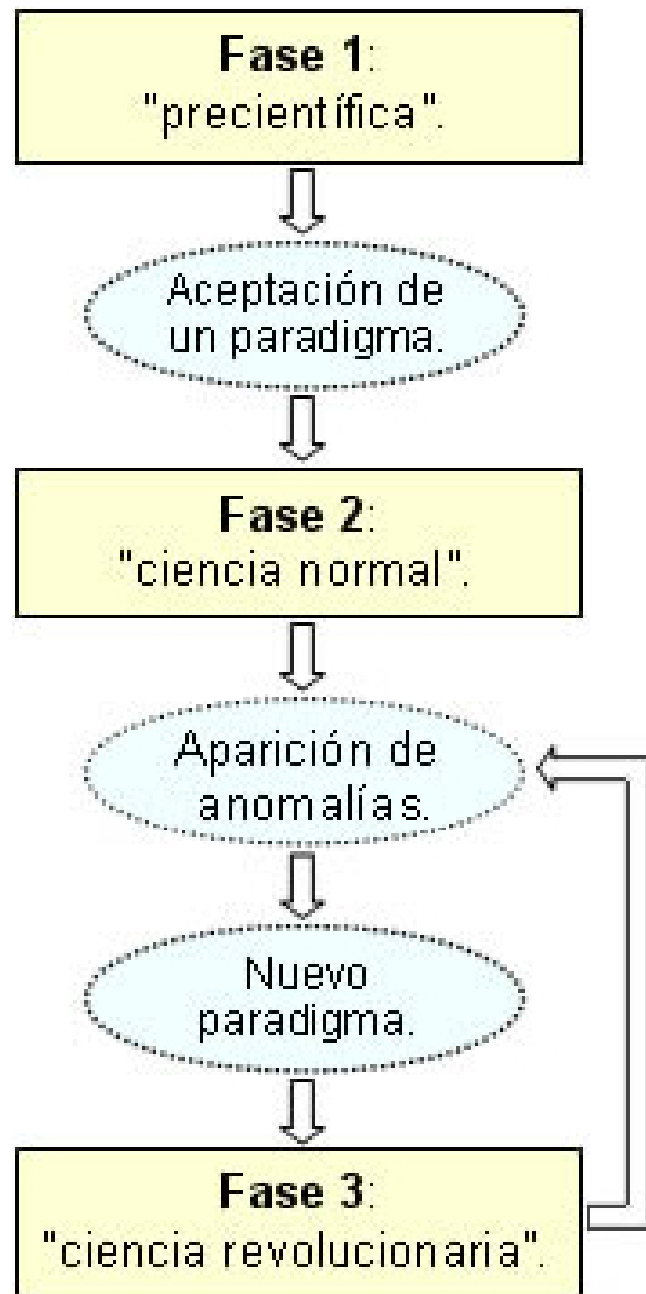 Fase 1:
"precientífica".
Aceptación de
un paradigma.
Fase 2:
"ciencia normal".
Aparición de
anomalías.
Nuevo
paradigma.
Fase 3:
"ciencia revolucionaria".